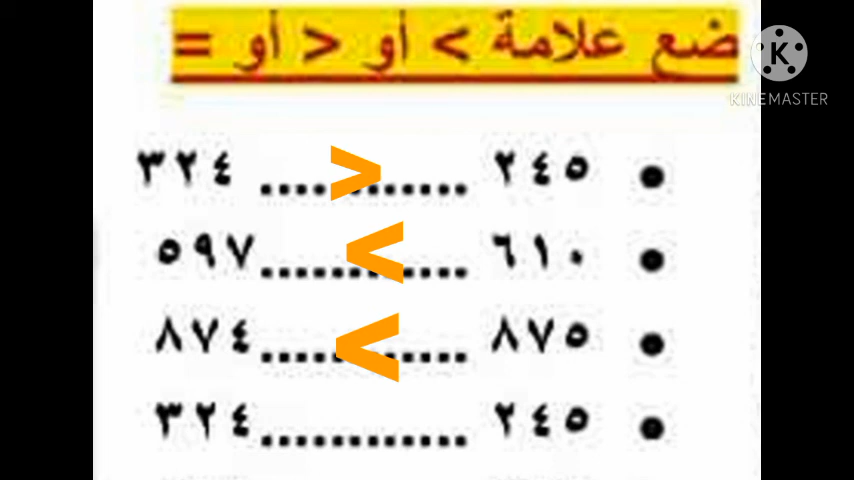 ضع علامة < أو > أو =
K
KINEMASTER
• ٢٤٥ ............ ٣٢٤
>
• ٦١٠ ............ ٥٩٧
<
• ٨٧٥ ............ ٨٧٤
<
• ٢٤٥ ............ ٣٢٤